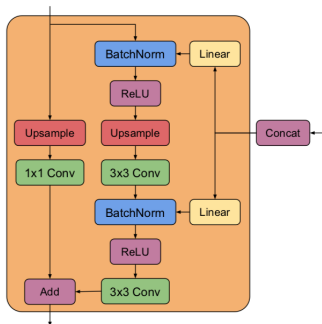 BatchNorm Linear
ReLU
Upsample Upsample Concat
1x1 Conv 3x3 Conv
BatchNorm Linear
ReLU
Add 3x3 Conv